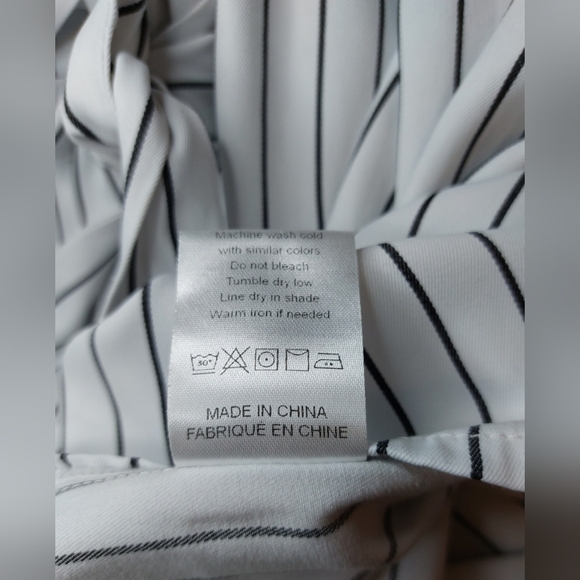 Machine wash cold
with similar colors
Do not bleach
Tumble dry low
Line dry in shade
Warm iron if needed
30°
MADE IN CHINA
FABRIQUÉ EN CHINE